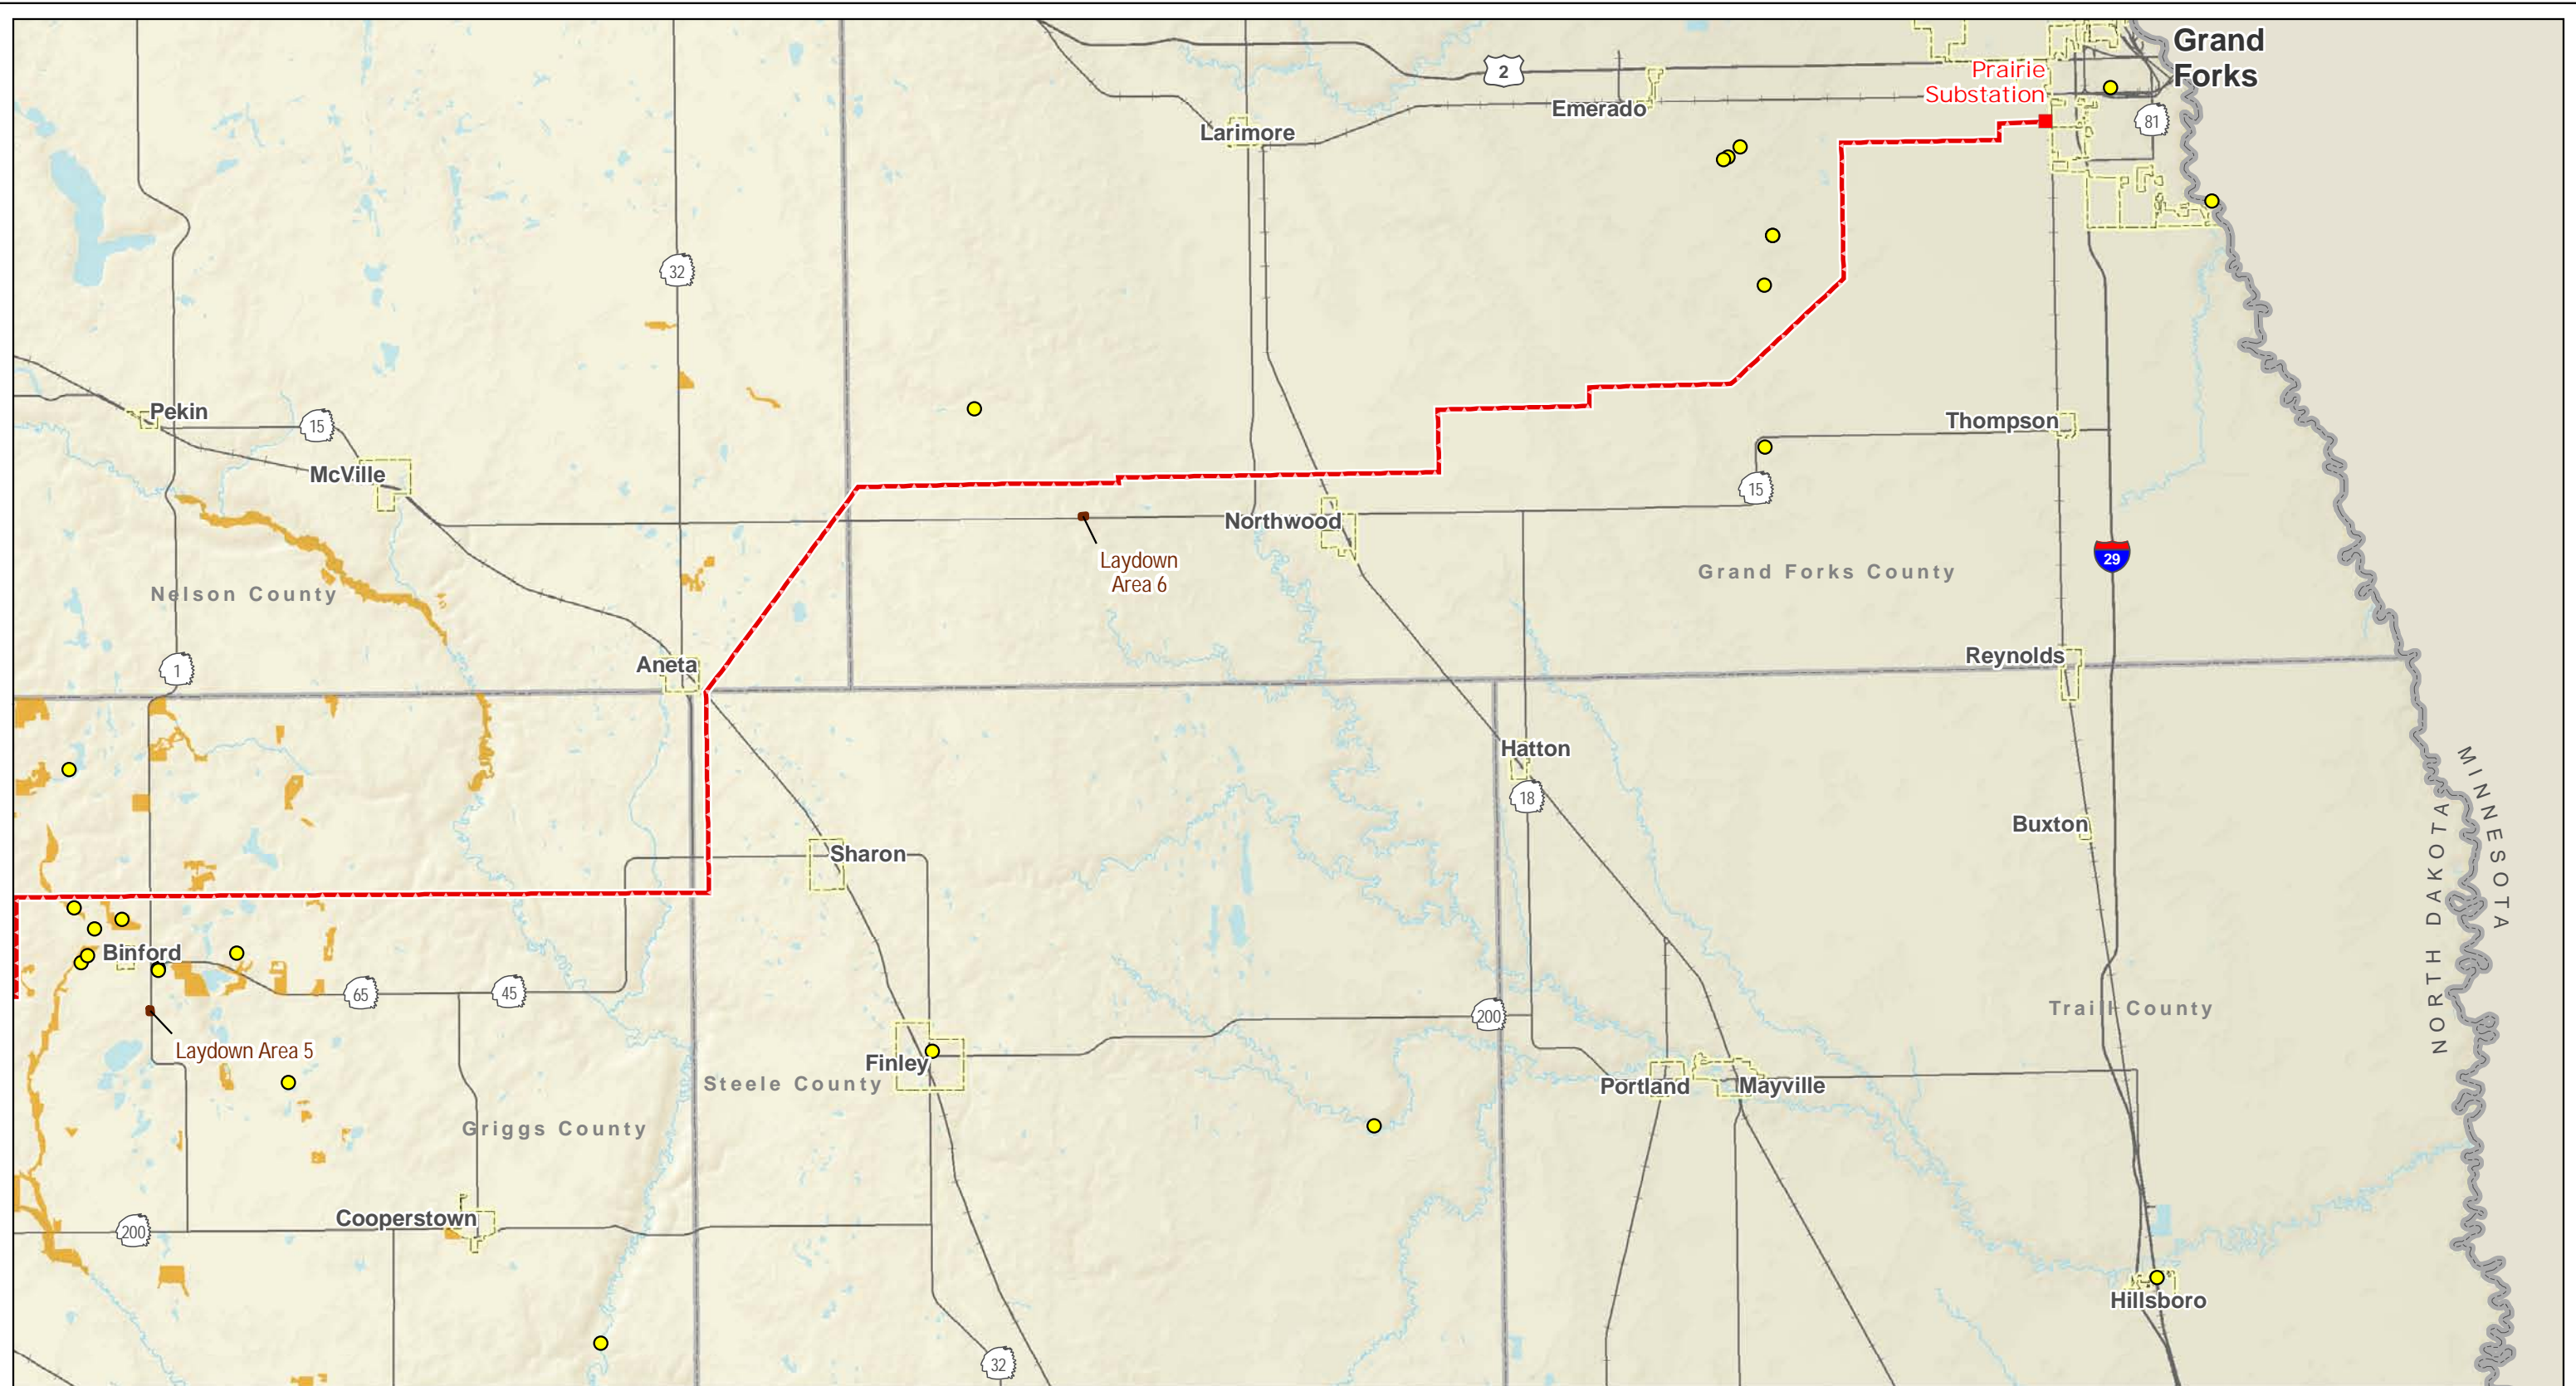 Grand
Forks
2
Prairie
Substation
Emerado
81
Larimore
32
Pekin
15
Thompson
McVille
15
Northwood
29
Laydown
Area 6
Grand Forks County
Nelson County
1
Aneta
Reynolds
Hatton
18
MINNESOTA
NORTH DAKOTA
Buxton
Sharon
Binford
65
45
200
Traill County
Laydown Area 5
Finley
Steele County
Portland
Mayville
Griggs County
Cooperstown
200
Hillsboro
32